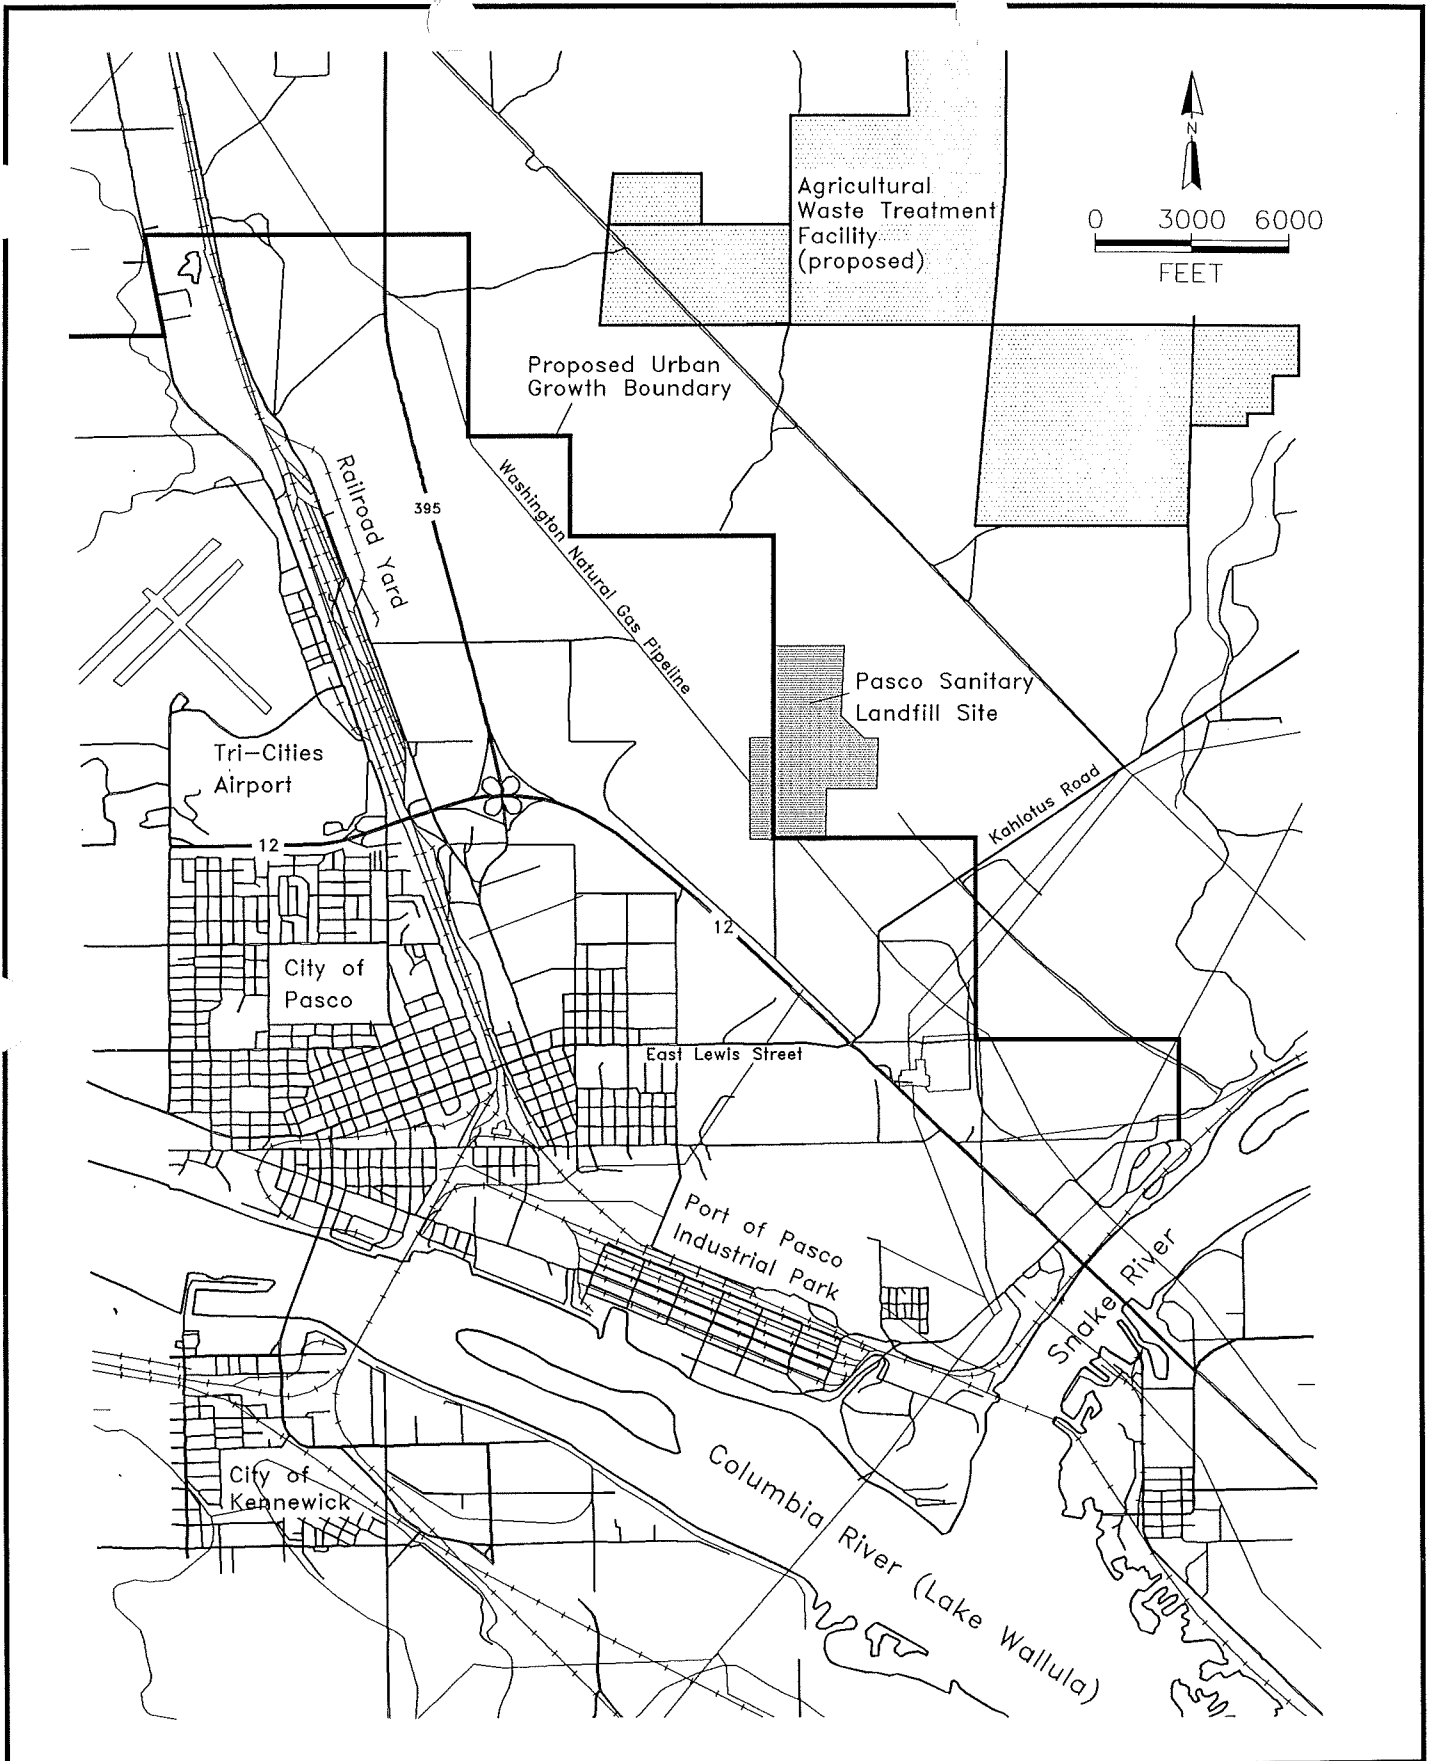 N
0 3000 6000
FEET
Agricultural
Waste Treatment
Facility
(proposed)
Proposed Urban
Growth Boundary
Railroad Yard
395
Washington Natural Gas Pipeline
Pasco Sanitary
Landfill Site
Tri-Cities
Airport
Kahlotus Road
12
12
City of
Pasco
East Lewis Street
Port of Pasco
Industrial Park
Snake River
City of
Kennewick
Columbia River (Lake Wallula)